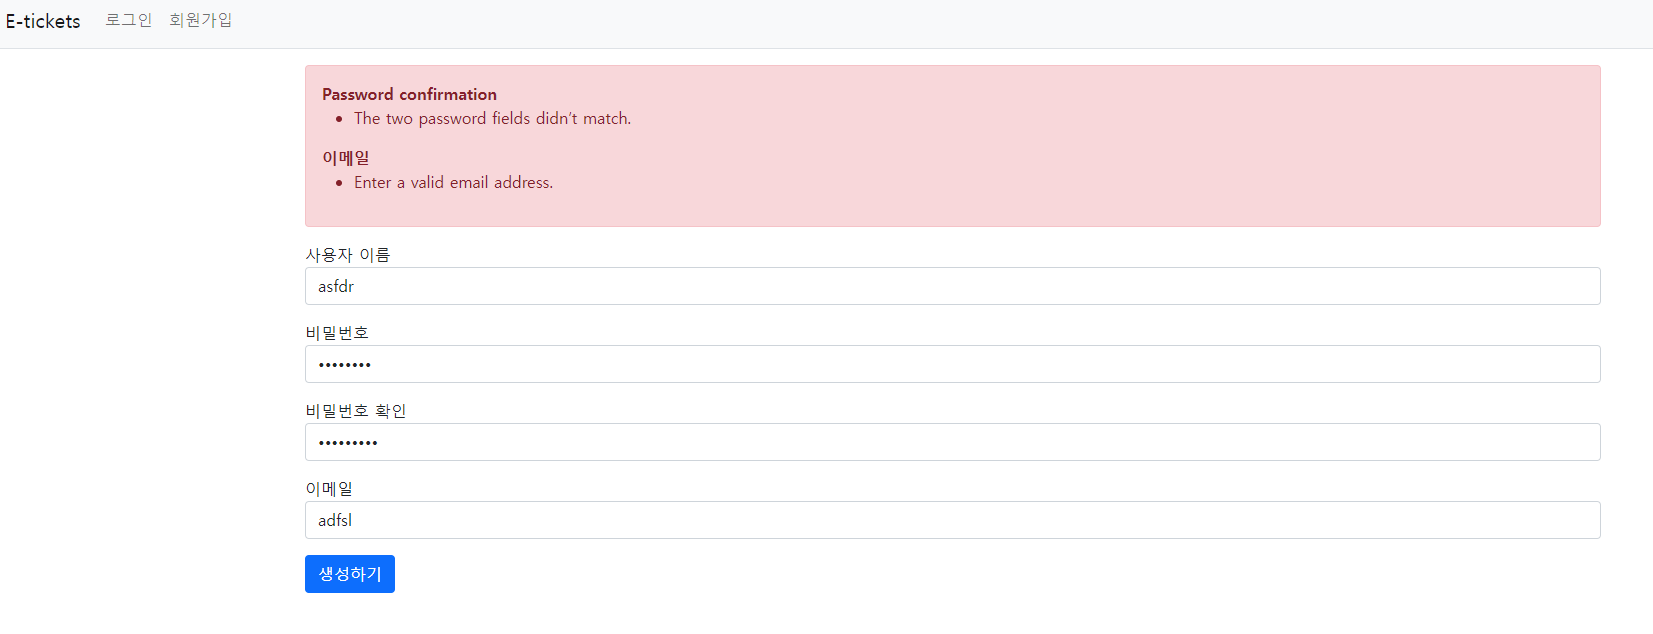 E-tickets 로그인 회원가입
Password confirmation
• The two password fields didn’t match.
이메일
• Enter a valid email address.
사용자 이름
asfdr
비밀번호
••••••••
비밀번호 확인
•••••••••
이메일
adfsl
생성하기